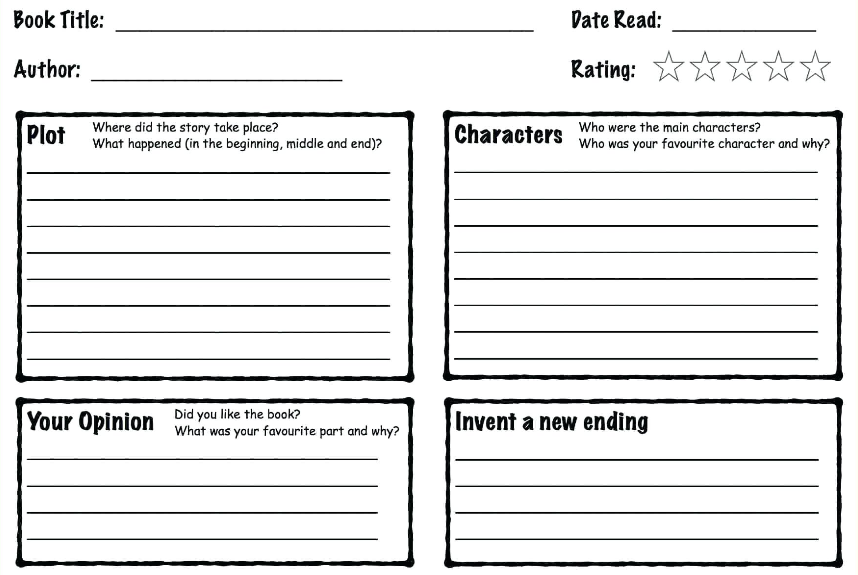 Book Title: Date Read:
Author: Rating:
Plot
Where did the story take place?
What happened (in the beginning, middle and end)?
Characters
Who were the main characters?
Who was your favourite character and why?
Your Opinion
Did you like the book?
What was your favourite part and why?
Invent a new ending